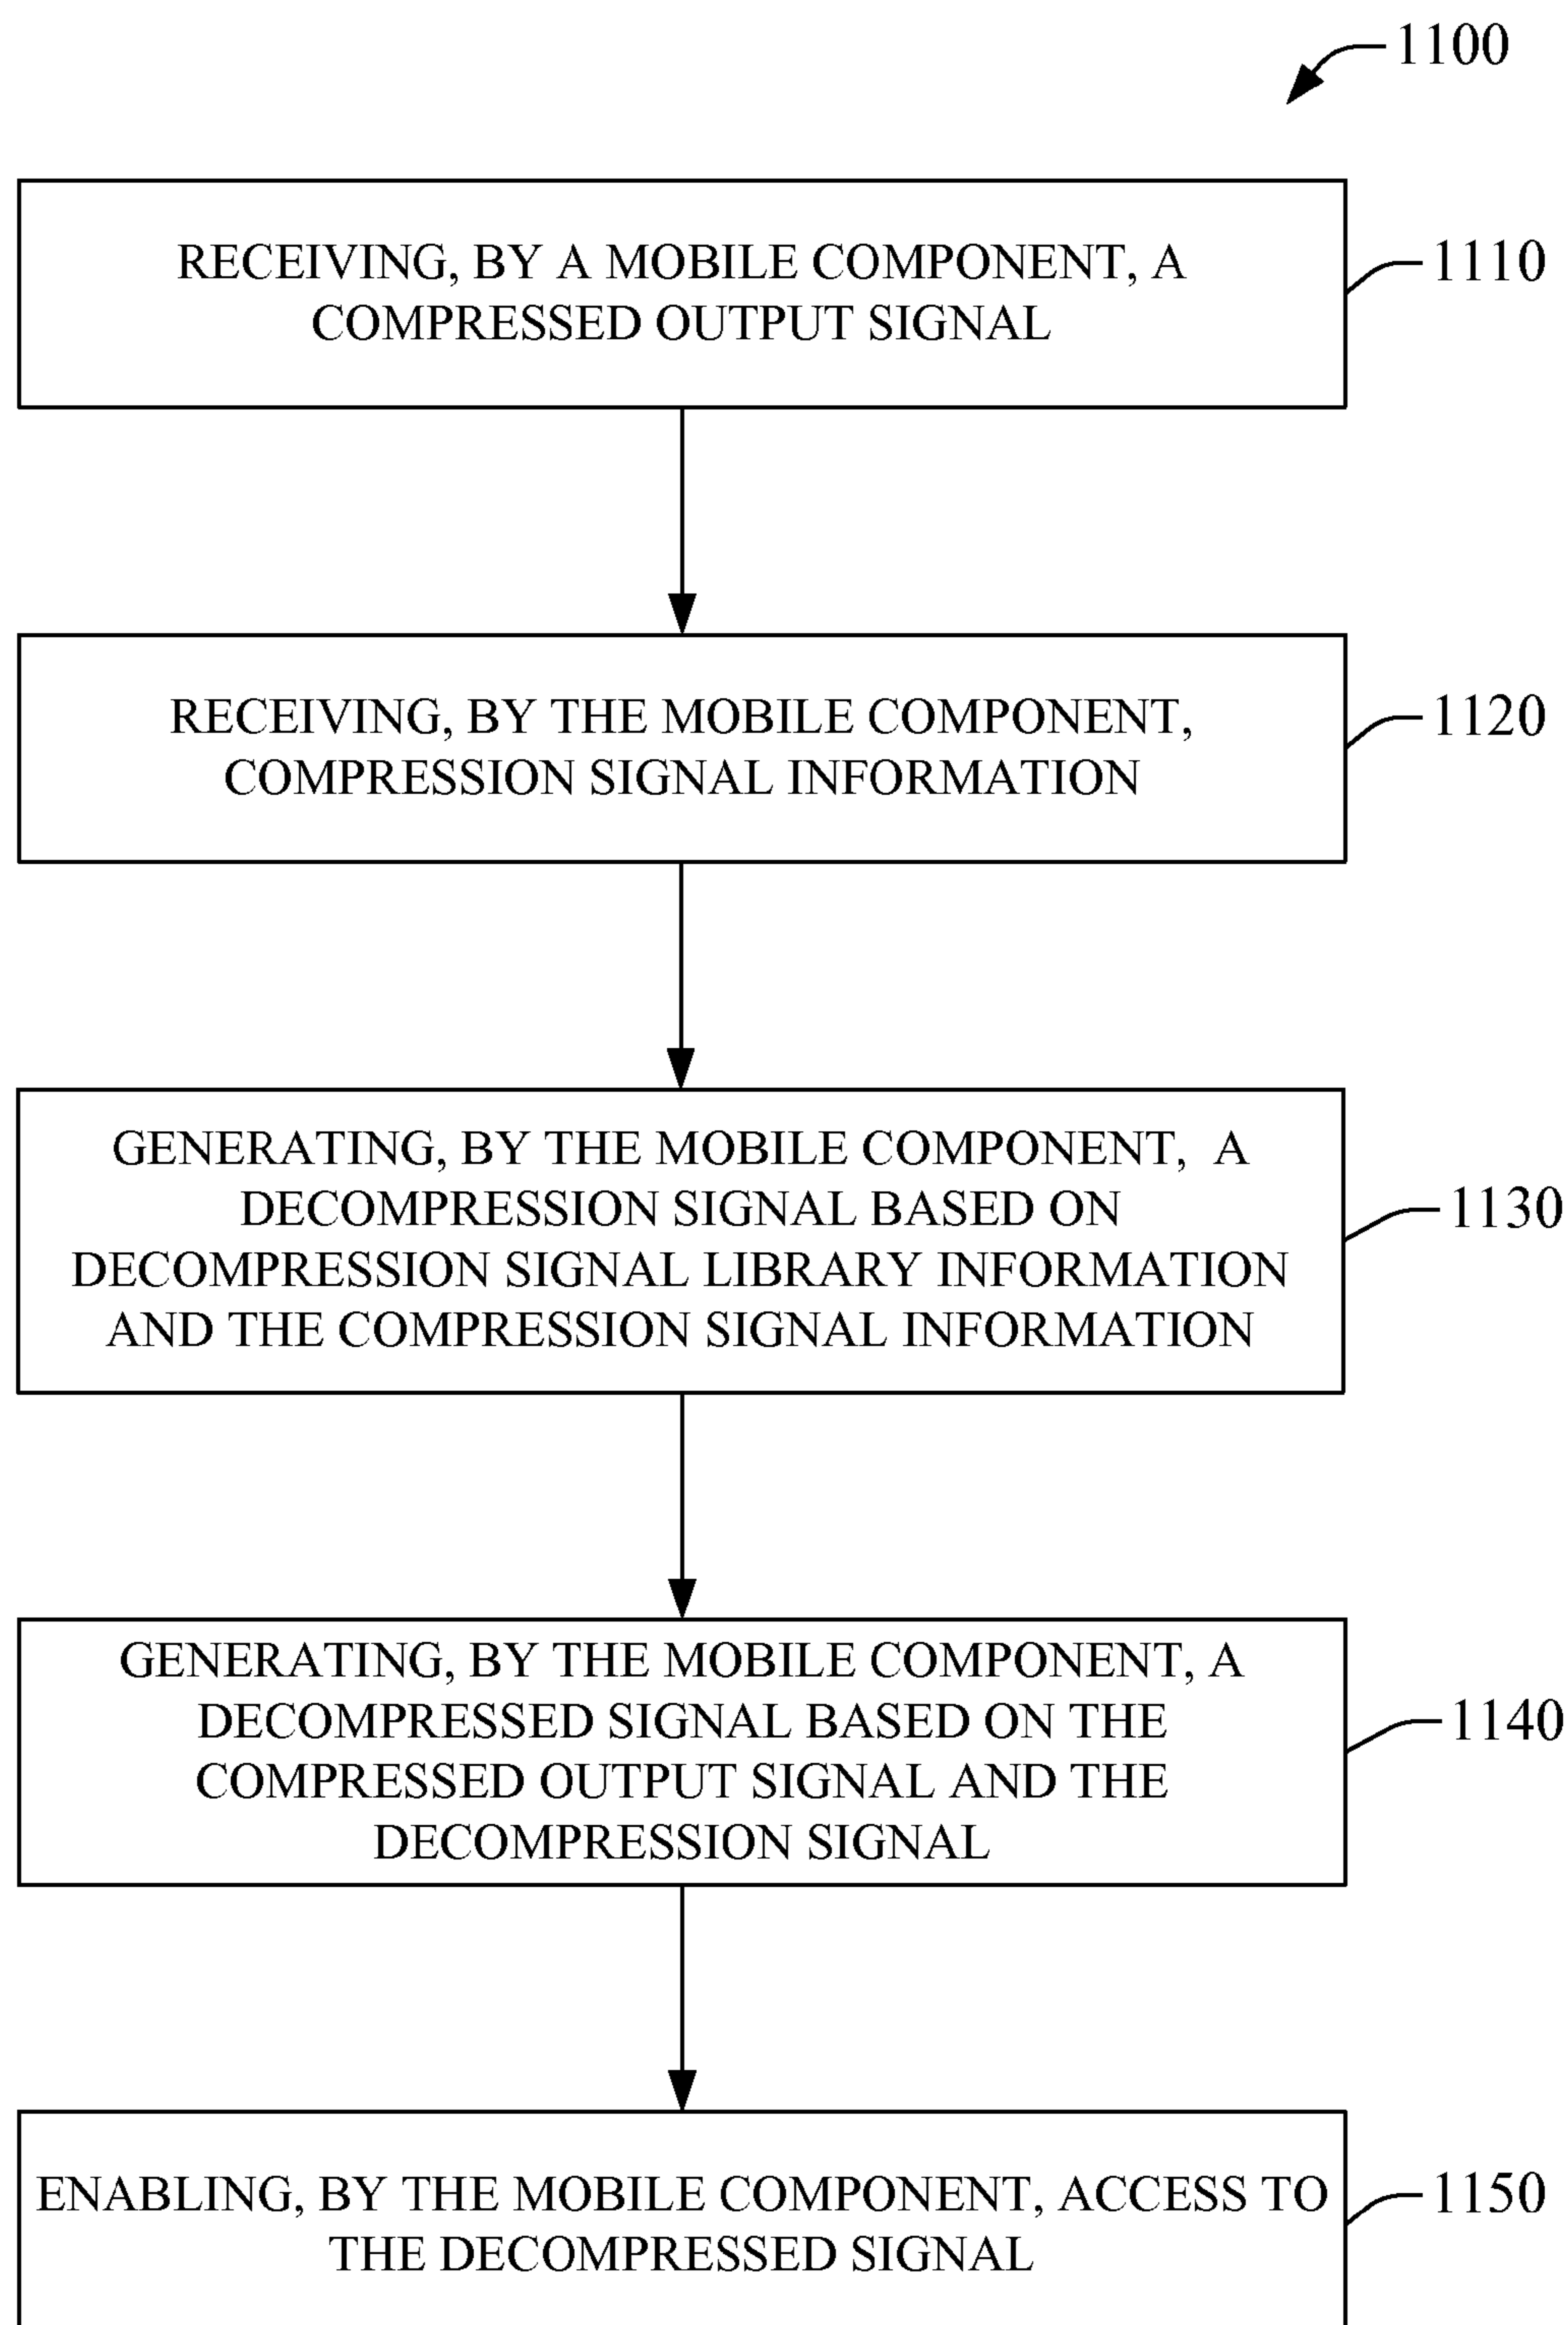 1100
RECEIVING, BY A MOBILE COMPONENT, A
COMPRESSED OUTPUT SIGNAL
1110
RECEIVING, BY THE MOBILE COMPONENT,
COMPRESSION SIGNAL INFORMATION
1120
GENERATING, BY THE MOBILE COMPONENT, A
DECOMPRESSION SIGNAL BASED ON
DECOMPRESSION SIGNAL LIBRARY INFORMATION
AND THE COMPRESSION SIGNAL INFORMATION
1130
GENERATING, BY THE MOBILE COMPONENT, A
DECOMPRESSED SIGNAL BASED ON THE
COMPRESSED OUTPUT SIGNAL AND THE
DECOMPRESSION SIGNAL
1140
ENABLING, BY THE MOBILE COMPONENT, ACCESS TO
THE DECOMPRESSED SIGNAL
1150